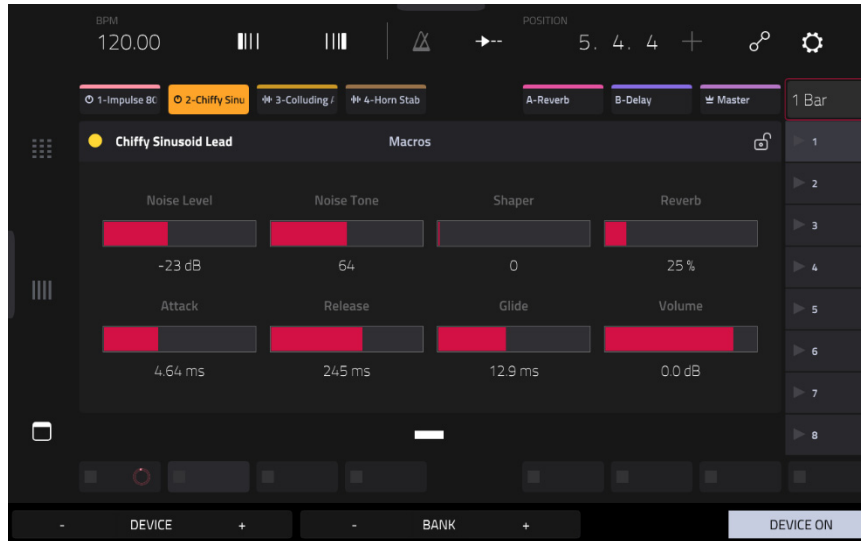 BPM
POSITION
120.00
5. 4. 4
1-Impulse 8C
2-Chiffy Sinu
3-Colluding /
4-Horn Stab
A-Reverb
B-Delay
Master
1 Bar
Chiffy Sinusoid Lead
Macros
1
2
3
4
5
6
7
8
Noise Level
Noise Tone
Shaper
Reverb
-23 dB
64
0
25 %
Attack
Release
Glide
Volume
4.64 ms
245 ms
12.9 ms
0.0 dB
- DEVICE +
- BANK +
DEVICE ON